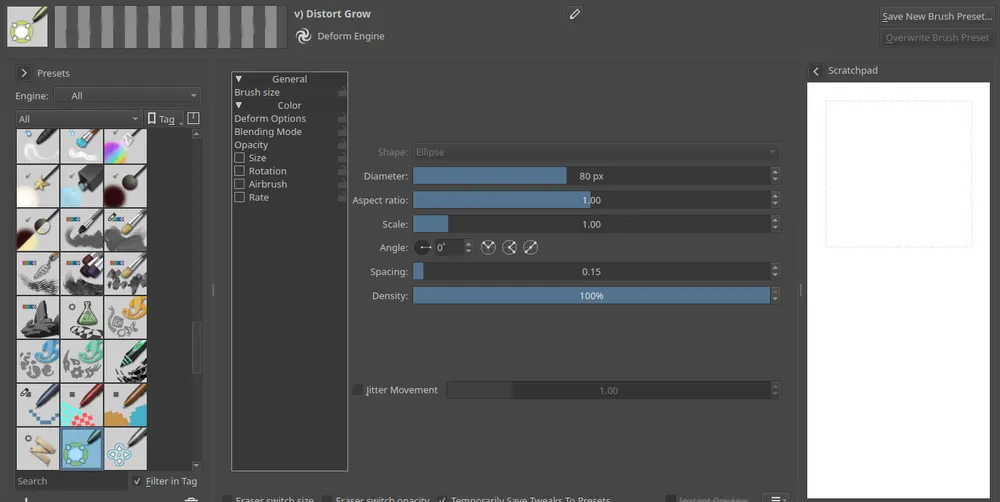 v) Distort Grow
Deform Engine
Save New Brush Preset...
Overwrite Brush Preset
Presets
Engine: All
All
Tag
Search
Filter in Tag
General
Brush size
Color
Deform Options
Blending Mode
Opacity
Size
Rotation
Airbrush
Rate
Shape: Ellipse
Diameter: 80 px
Aspect ratio: 1.00
Scale: 1.00
Angle: 0°
Spacing: 0.15
Density: 100%
Jitter Movement 1.00
Eraser switch size Eraser switch opacity Temporarily Save Tweaks To Presets Instant Preview
Scratchpad